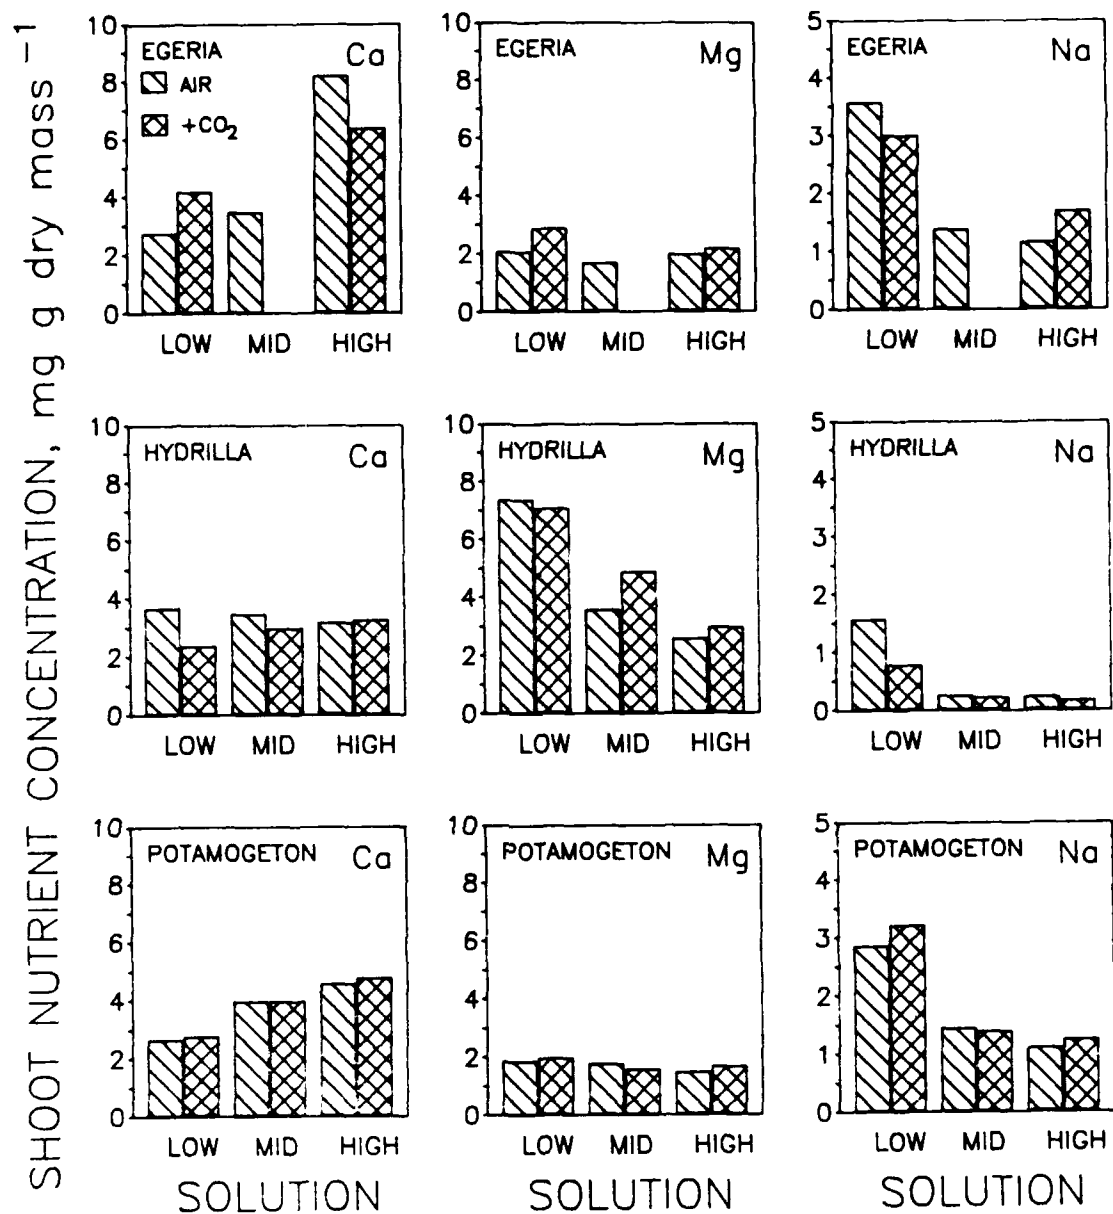 SHOOT NUTRIENT CONCENTRATION, mg g dry mass −1
10
8
6
4
2
0
EGERIA
Ca
AIR
+CO2
LOW MID HIGH
10
8
6
4
2
0
EGERIA
Mg
LOW MID HIGH
5
4
3
2
1
0
EGERIA
Na
LOW MID HIGH
10
8
6
4
2
0
HYDRILLA
Ca
LOW MID HIGH
10
8
6
4
2
0
HYDRILLA
Mg
LOW MID HIGH
5
4
3
2
1
0
HYDRILLA
Na
LOW MID HIGH
10
8
6
4
2
0
POTAMOGETON
Ca
LOW MID HIGH
SOLUTION
10
8
6
4
2
0
POTAMOGETON
Mg
LOW MID HIGH
SOLUTION
5
4
3
2
1
0
POTAMOGETON
Na
LOW MID HIGH
SOLUTION